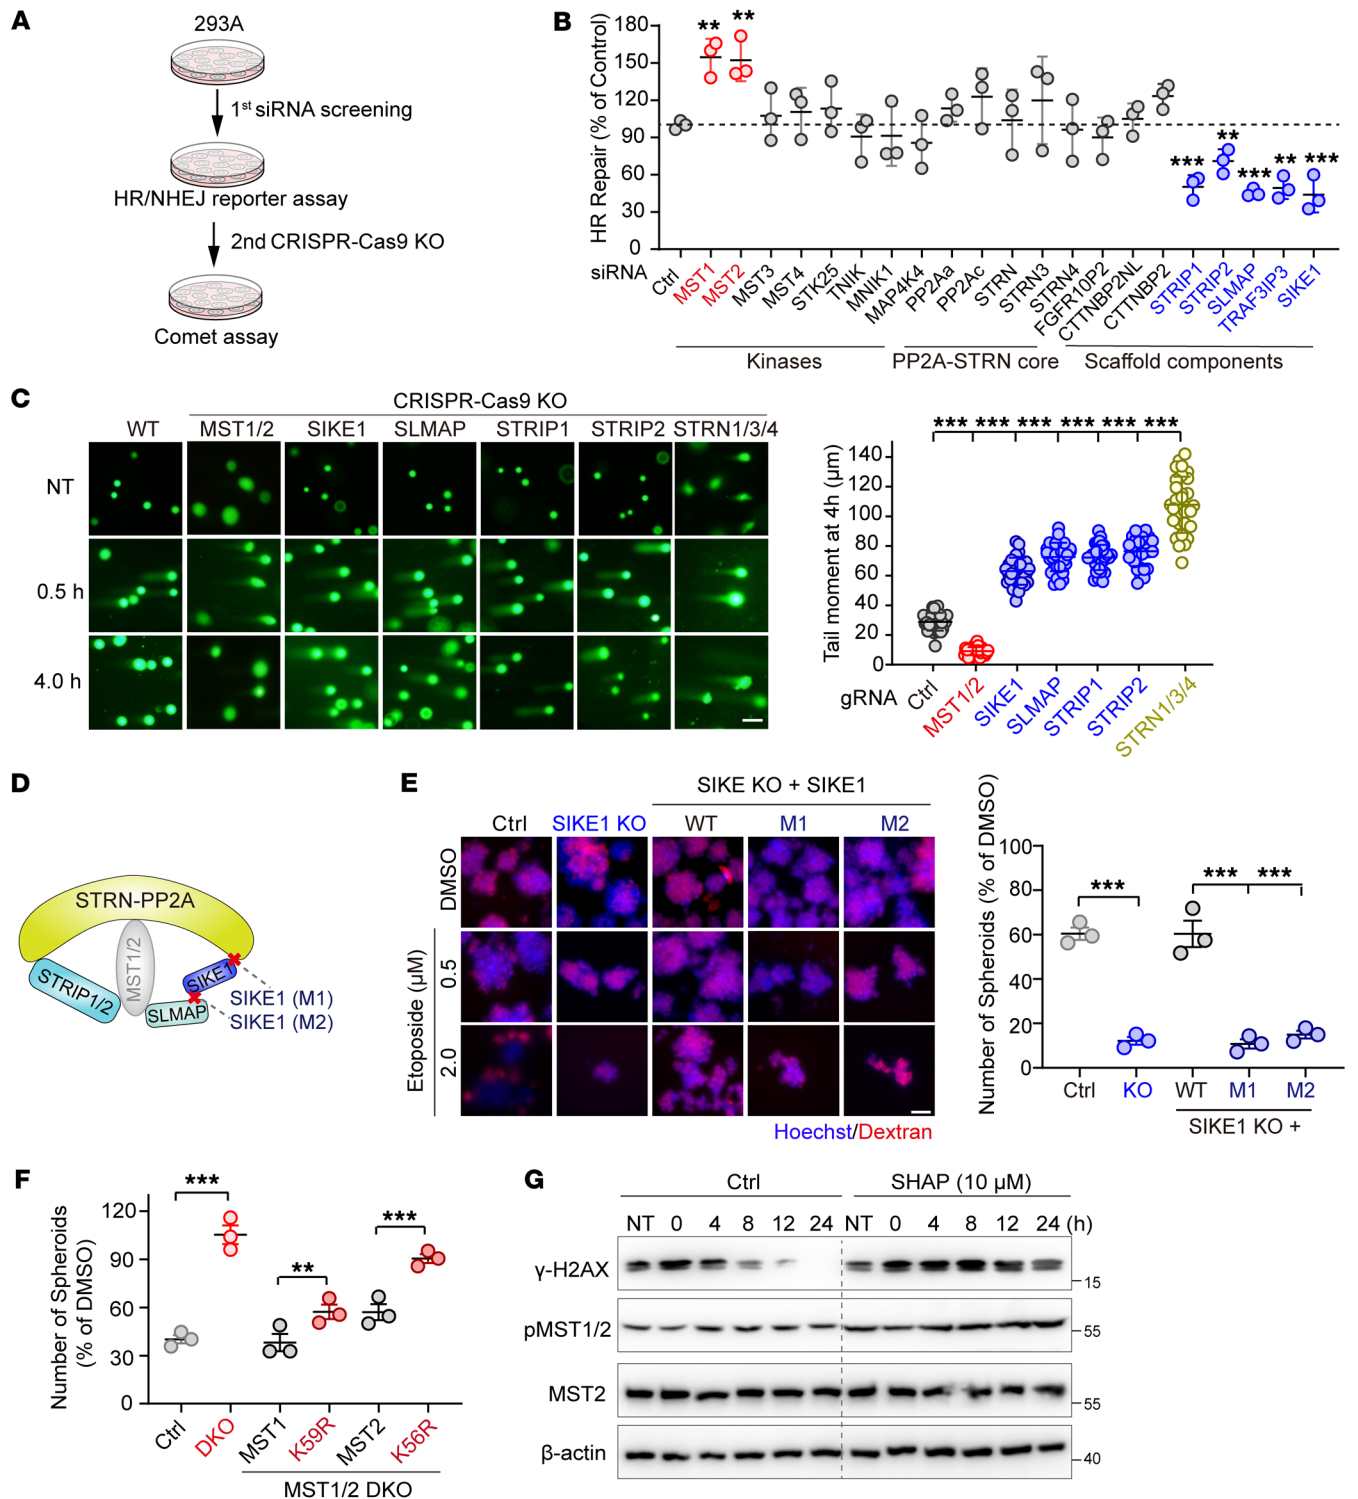 A
293A
1st siRNA screening
HR/NHEJ reporter assay
2nd CRISPR-Cas9 KO
Comet assay
B
HR Repair (% of Control)
180
150
120
90
60
30
0
** ** *** ** *** ** ***
siRNA
Ctrl MST1 MST2 MST3 MST4 STK25 TNIK MNIK1 MAP4K4 PP2Aa PP2Ac STRN STRN3 STRN4 FGFR10P2 CTTNBP2NL CTTNBP2 STRIP1 STRIP2 SLMAP TRAF3IP3 SIKE1
Kinases PP2A-STRN core Scaffold components
C
CRISPR-Cas9 KO
WT MST1/2 SIKE1 SLMAP STRIP1 STRIP2 STRN1/3/4
NT
0.5 h
4.0 h
Tail moment at 4h (μm)
*** *** *** *** *** ***
140
120
100
80
60
40
20
0
gRNA
Ctrl MST1/2 SIKE1 SLMAP STRIP1 STRIP2 STRN1/3/4
D
STRN-PP2A
MST1/2
STRIP1/2
SIKE1
SLMAP
SIKE1 (M1)
SIKE1 (M2)
E
SIKE KO + SIKE1
Ctrl SIKE1 KO WT M1 M2
DMSO
Etoposide (μM)
0.5
2.0
Hoechst/Dextran
Number of Spheroids (% of DMSO)
100
80
60
40
20
0
*** *** ***
Ctrl KO WT M1 M2
SIKE1 KO +
F
Number of Spheroids
(% of DMSO)
120
90
60
30
0
*** ** ***
Ctrl DKO MST1 K59R MST2 K56R
MST1/2 DKO
G
Ctrl SHAP (10 μM)
NT 0 4 8 12 24 NT 0 4 8 12 24 (h)
γ-H2AX
15
pMST1/2
55
MST2
55
β-actin
40